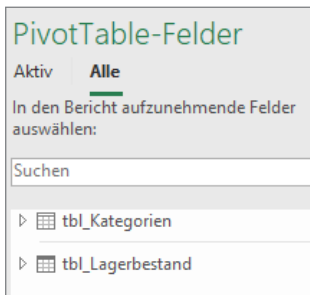 PivotTable-Felder
Aktiv Alle
In den Bericht aufzunehmende Felder
auswählen:
Suchen
tbl_Kategorien
tbl_Lagerbestand